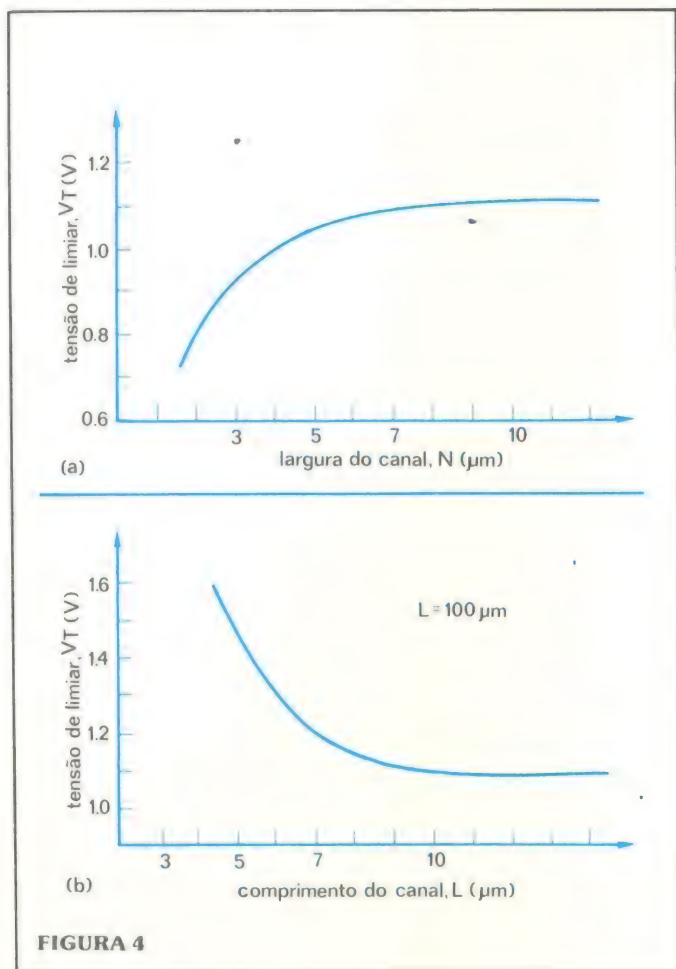 tensão de limiar, VT (V)
1.2
1.0
0.8
0.6
3 5 7 10
(a)
largura do canal, N (µm)
tensão de limiar, VT (V)
1.6
1.4
1.2
1.0
L = 100 µm
3 5 7 10
(b)
comprimento do canal, L (µm)
FIGURA 4